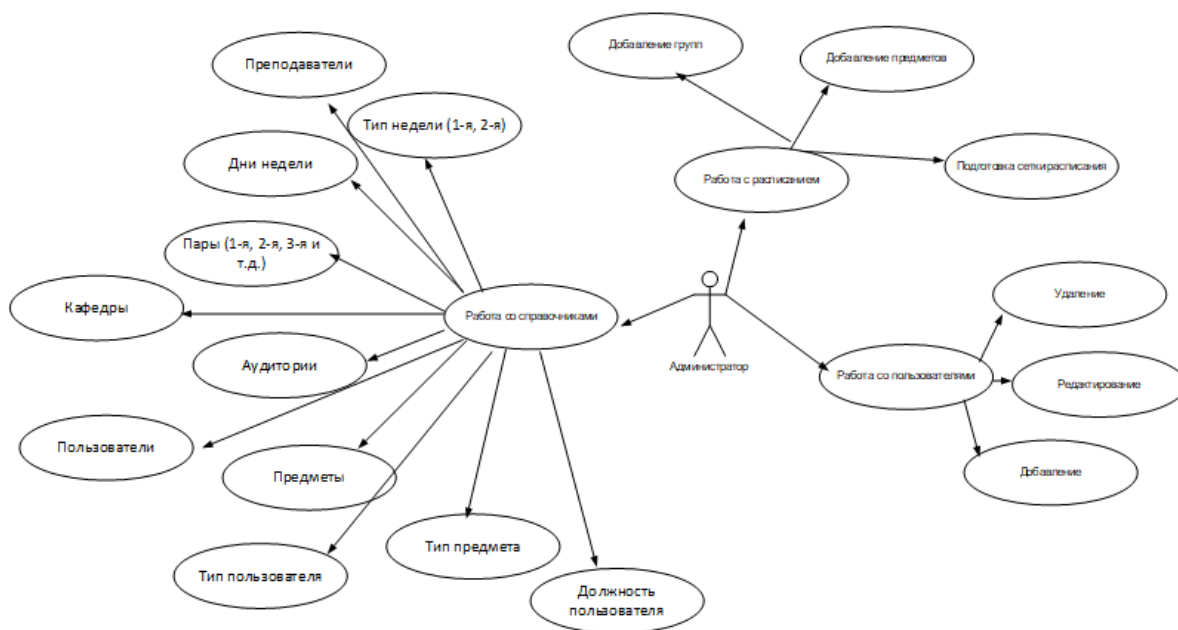 Добавление групп
Добавление предметов
Преподаватели
Тип недели (1-я, 2-я)
Дни недели
Подготовка сетки расписания
Работа с расписанием
Пары (1-я, 2-я, 3-я и
т.д.)
Удаление
Кафедры
Работа со справочниками
Аудитории
Администратор
Работа со пользователями
Редактирование
Пользователи
Предметы
Добавление
Тип предмета
Тип пользователя
Должность
пользователя